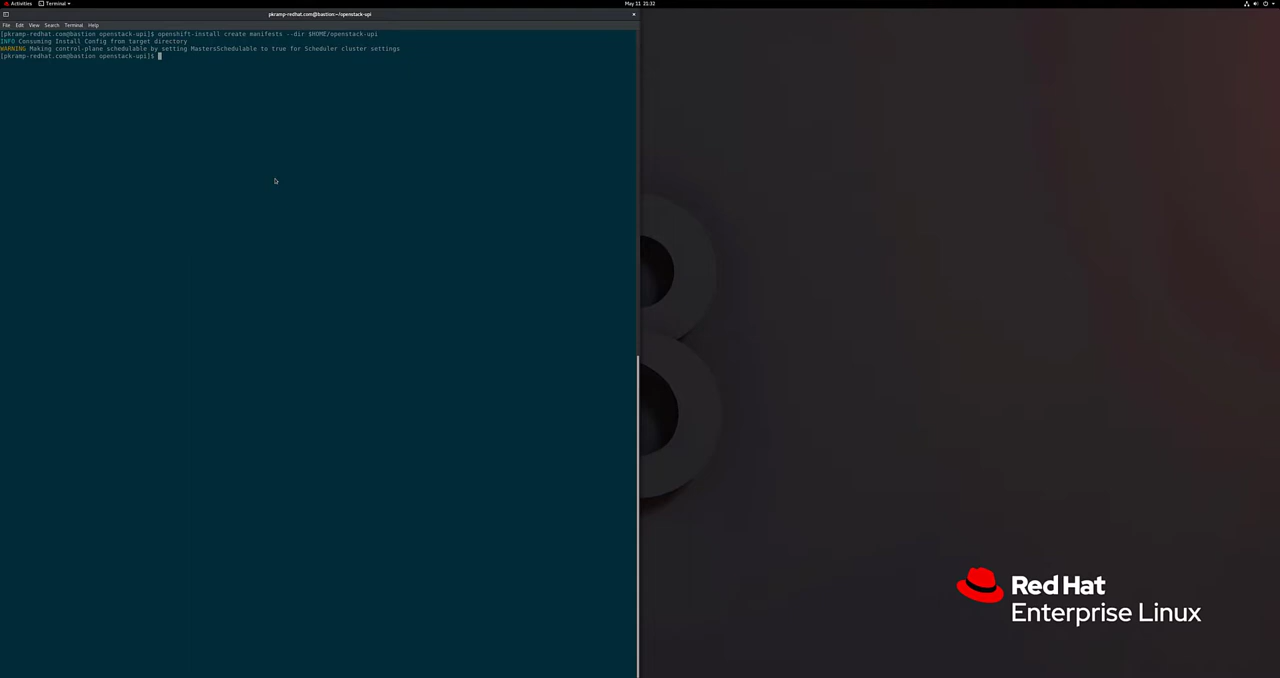 Activities Terminal May 11 21:32
pkramp-redhat.com@bastion:~/openstack-upi
File Edit View Search Terminal Help
[pkramp-redhat.com@bastion openstack-upi]$ openshift-install create manifests --dir $HOME/openstack-upi
INFO Consuming Install Config from target directory
WARNING Making control-plane schedulable by setting MastersSchedulable to true for Scheduler cluster settings
[pkramp-redhat.com@bastion openstack-upi]$
Red Hat
Enterprise Linux